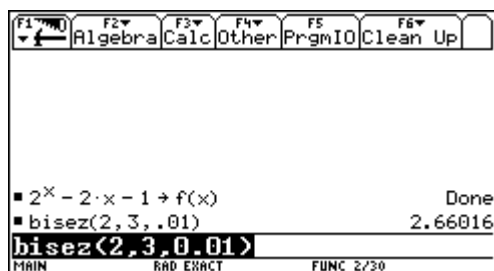 F1 F2 F3 F4 F5 F6
Algebra Calc Other PrgmIO Clean Up
2^x - 2·x - 1 → f(x) Done
bisez(2,3,.01) 2.66016
bisez(2,3,0.01)
MAIN RAD EXACT FUNC 2/30